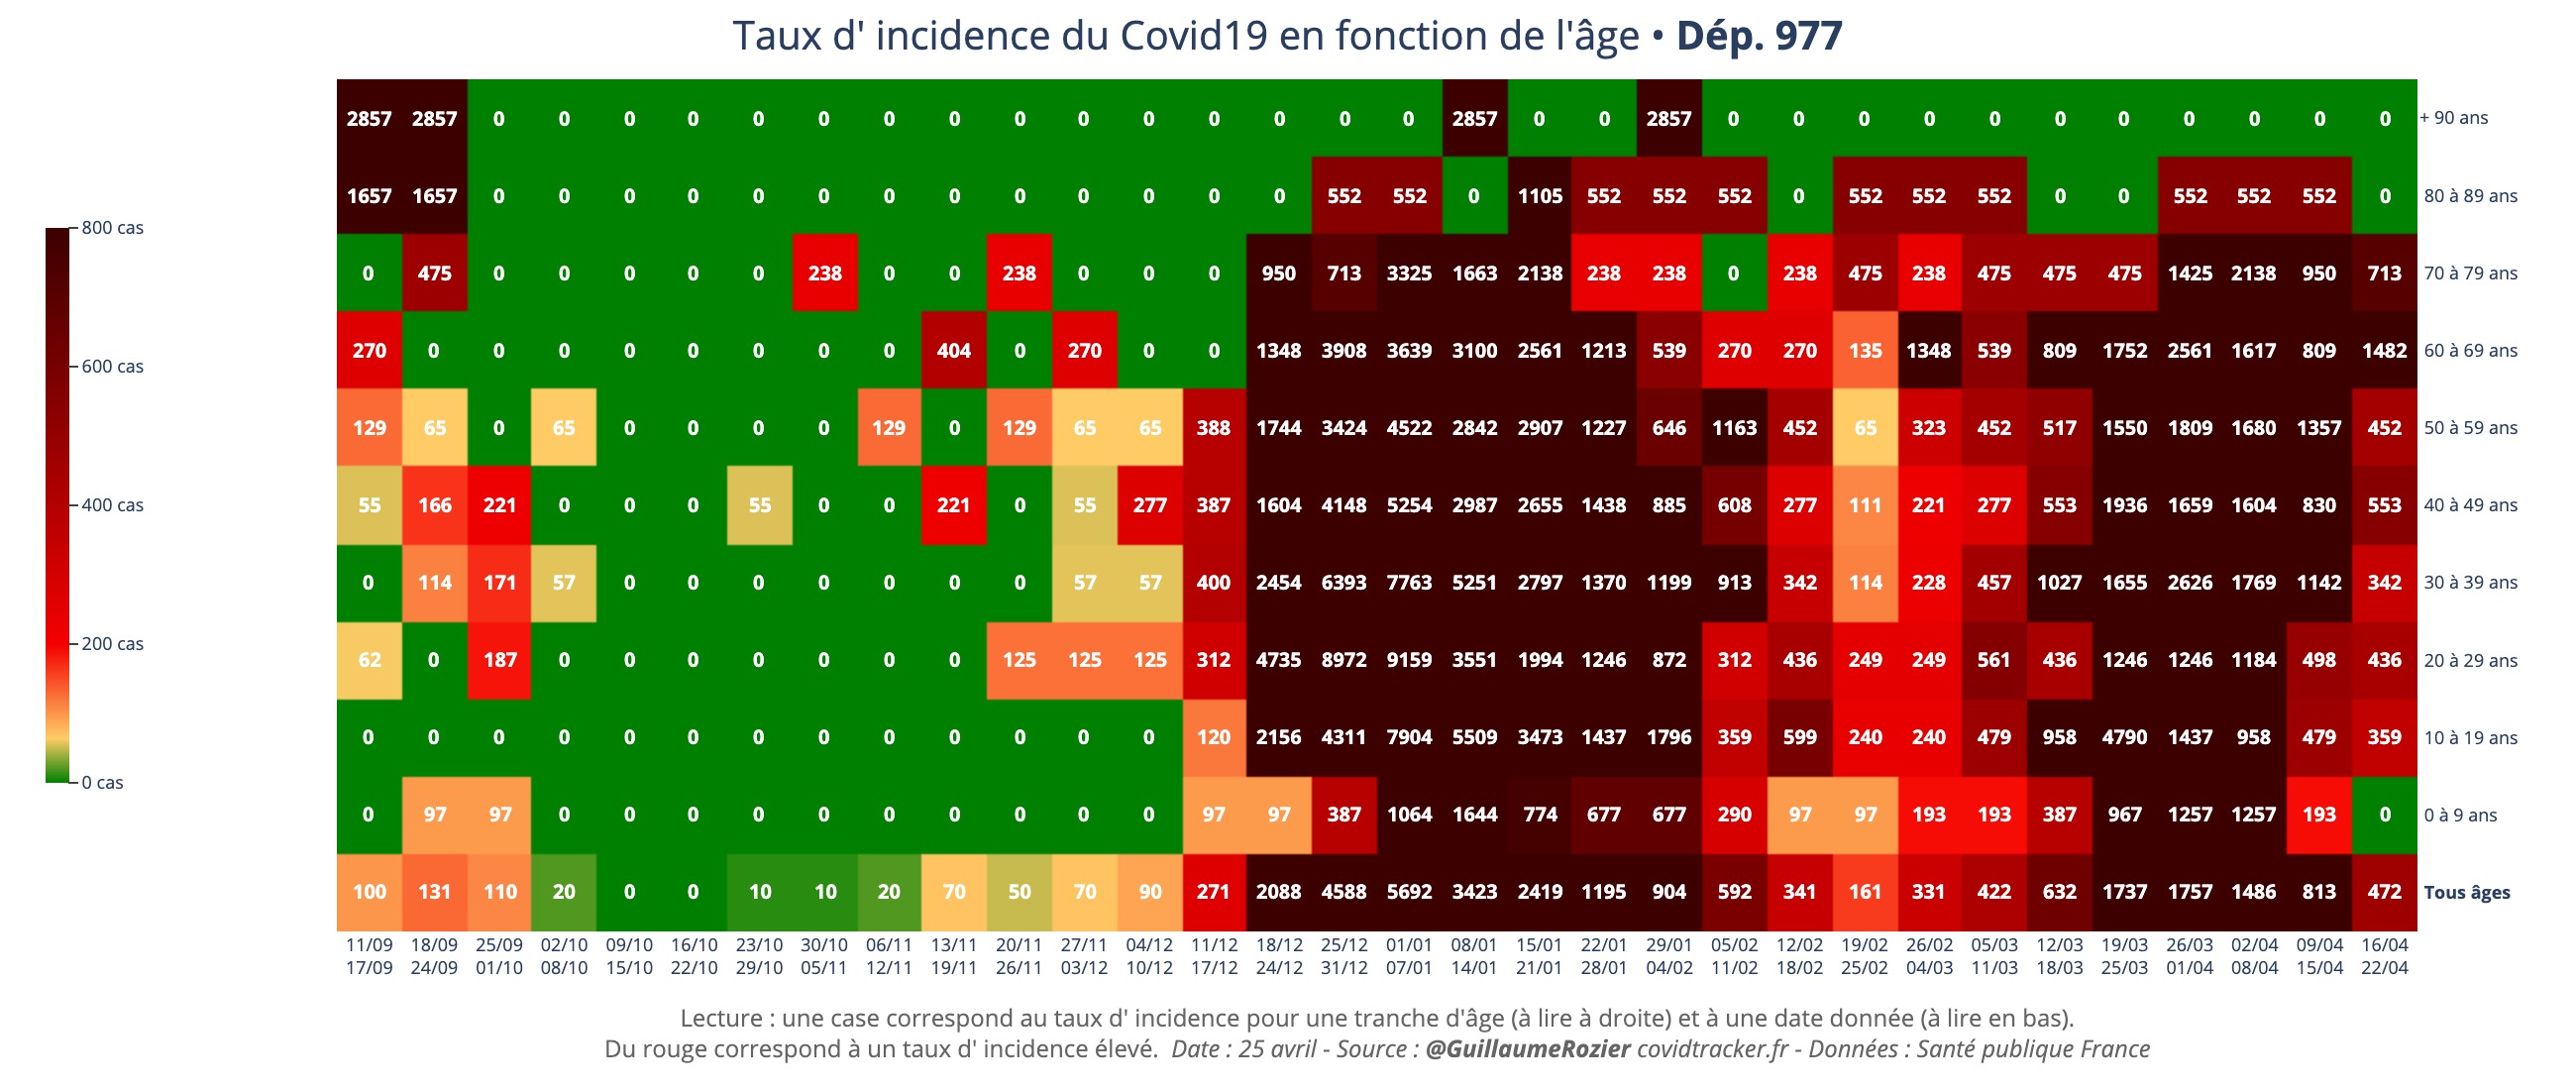 Taux d' incidence du Covid19 en fonction de l'âge • Dép. 977
2857 2857 0 0 0 0 0 0 0 0 0 0 0 0 0 0 0 2857 0 0 2857 0 0 0 0 0 0 0 0 0 0 0 + 90 ans
1657 1657 0 0 0 0 0 0 0 0 0 0 0 0 0 552 552 0 1105 552 552 552 0 552 552 552 0 0 552 552 552 0 80 à 89 ans
800 cas
0 475 0 0 0 0 0 238 0 0 238 0 0 0 950 713 3325 1663 2138 238 238 0 238 475 238 475 475 475 1425 2138 950 713 70 à 79 ans
270 0 0 0 0 0 0 0 0 404 0 270 0 0 1348 3908 3639 3100 2561 1213 539 270 270 135 1348 539 809 1752 2561 1617 809 1482 60 à 69 ans
600 cas
129 65 0 65 0 0 0 0 129 0 129 65 65 388 1744 3424 4522 2842 2907 1227 646 1163 452 65 323 452 517 1550 1809 1680 1357 452 50 à 59 ans
400 cas
55 166 221 0 0 0 55 0 0 221 0 55 277 387 1604 4148 5254 2987 2655 1438 885 608 277 111 221 277 553 1936 1659 1604 830 553 40 à 49 ans
0 114 171 57 0 0 0 0 0 0 0 57 57 400 2454 6393 7763 5251 2797 1370 1199 913 342 114 228 457 1027 1655 2626 1769 1142 342 30 à 39 ans
200 cas
62 0 187 0 0 0 0 0 0 0 125 125 125 312 4735 8972 9159 3551 1994 1246 872 312 436 249 249 561 436 1246 1246 1184 498 436 20 à 29 ans
0 0 0 0 0 0 0 0 0 0 0 0 0 120 2156 4311 7904 5509 3473 1437 1796 359 599 240 240 479 958 4790 1437 958 479 359 10 à 19 ans
0 cas
0 97 97 0 0 0 0 0 0 0 0 0 0 97 97 387 1064 1644 774 677 677 290 97 97 193 193 387 967 1257 1257 193 0 0 à 9 ans
100 131 110 20 0 0 10 10 20 70 50 70 90 271 2088 4588 5692 3423 2419 1195 904 592 341 161 331 422 632 1737 1757 1486 813 472 Tous âges
11/09 18/09 25/09 02/10 09/10 16/10 23/10 30/10 06/11 13/11 20/11 27/11 04/12 11/12 18/12 25/12 01/01 08/01 15/01 22/01 29/01 05/02 12/02 19/02 26/02 05/03 12/03 19/03 26/03 02/04 09/04 16/04
17/09 24/09 01/10 08/10 15/10 22/10 29/10 05/11 12/11 19/11 26/11 03/12 10/12 17/12 24/12 31/12 07/01 14/01 21/01 28/01 04/02 11/02 18/02 25/02 04/03 11/03 18/03 25/03 01/04 08/04 15/04 22/04
Lecture : une case correspond au taux d' incidence pour une tranche d'âge (à lire à droite) et à une date donnée (à lire en bas).
Du rouge correspond à un taux d' incidence élevé. Date : 25 avril - Source : @GuillaumeRozier covidtracker.fr - Données : Santé publique France